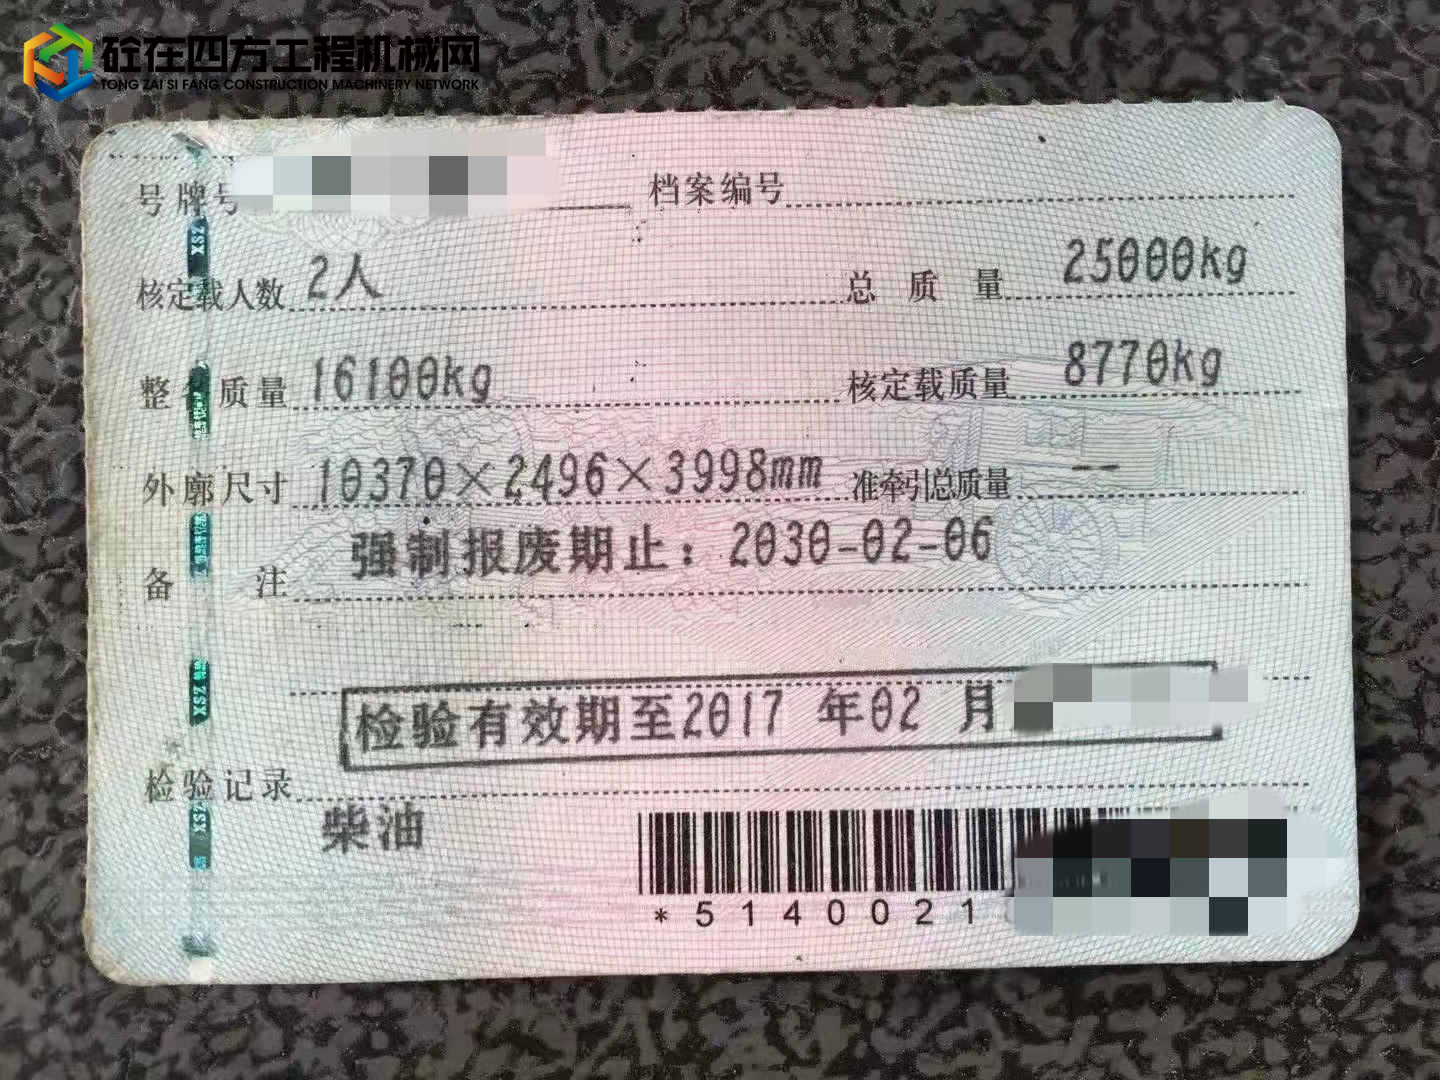 砼在四方工程机械网
TONG ZAI SI FANG CONSTRUCTION MACHINERY NETWORK
号牌号 档案编号
核定载人数 2人 总质量 25000kg
整备质量 16100kg 核定载质量 8770kg
外廓尺寸 10370×2496×3998mm 准牵引总质量 --
备注 强制报废期止：2030-02-06
检验有效期至2017年02月
检验记录
柴油
*5140021
XSZ
XSZ
XSZ